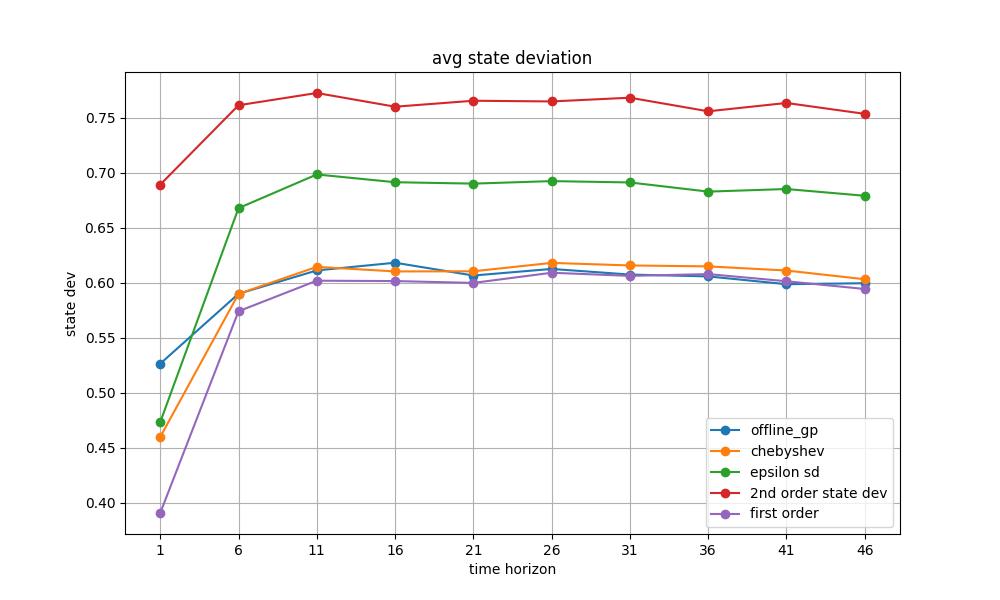 avg state deviation
state dev
0.75
0.70
0.65
0.60
0.55
0.50
0.45
0.40
1 6 11 16 21 26 31 36 41 46
time horizon
offline_gp
chebyshev
epsilon sd
2nd order state dev
first order